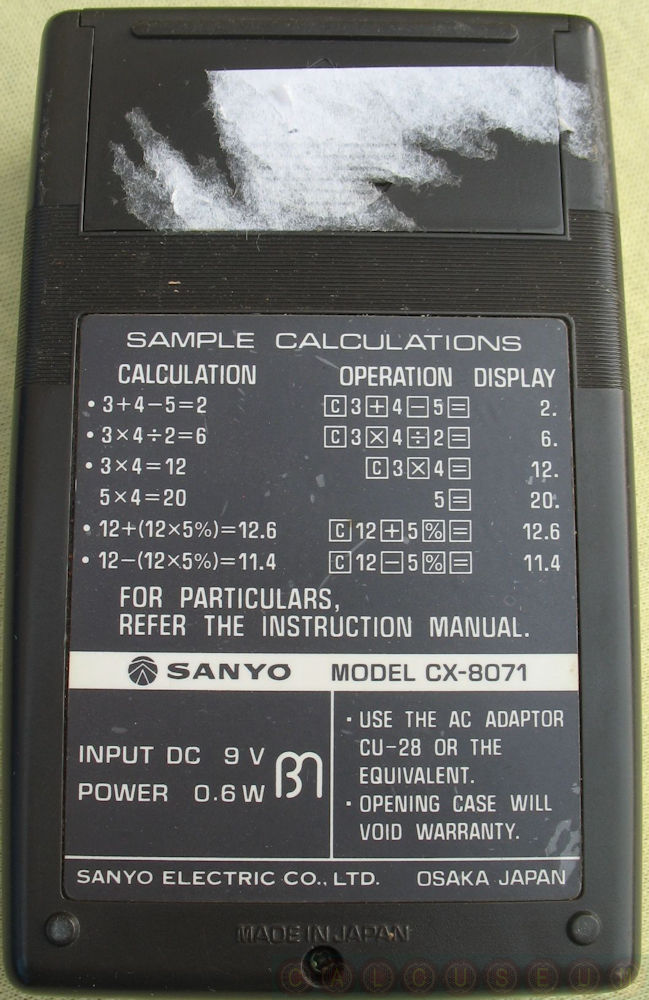 SAMPLE CALCULATIONS
CALCULATION OPERATION DISPLAY
• 3+4−5=2 C 3 + 4 − 5 = 2.
• 3×4÷2=6 C 3 × 4 ÷ 2 = 6.
• 3×4=12 C 3 × 4 = 12.
5×4=20 5 = 20.
• 12+(12×5%)=12.6 C 12 + 5 % = 12.6
• 12−(12×5%)=11.4 C 12 − 5 % = 11.4
FOR PARTICULARS,
REFER THE INSTRUCTION MANUAL.
SANYO MODEL CX-8071
INPUT DC 9 V
POWER 0.6 W
• USE THE AC ADAPTOR
CU-28 OR THE
EQUIVALENT.
• OPENING CASE WILL
VOID WARRANTY.
SANYO ELECTRIC CO., LTD. OSAKA JAPAN
MADE IN JAPAN
CALCUSEUM